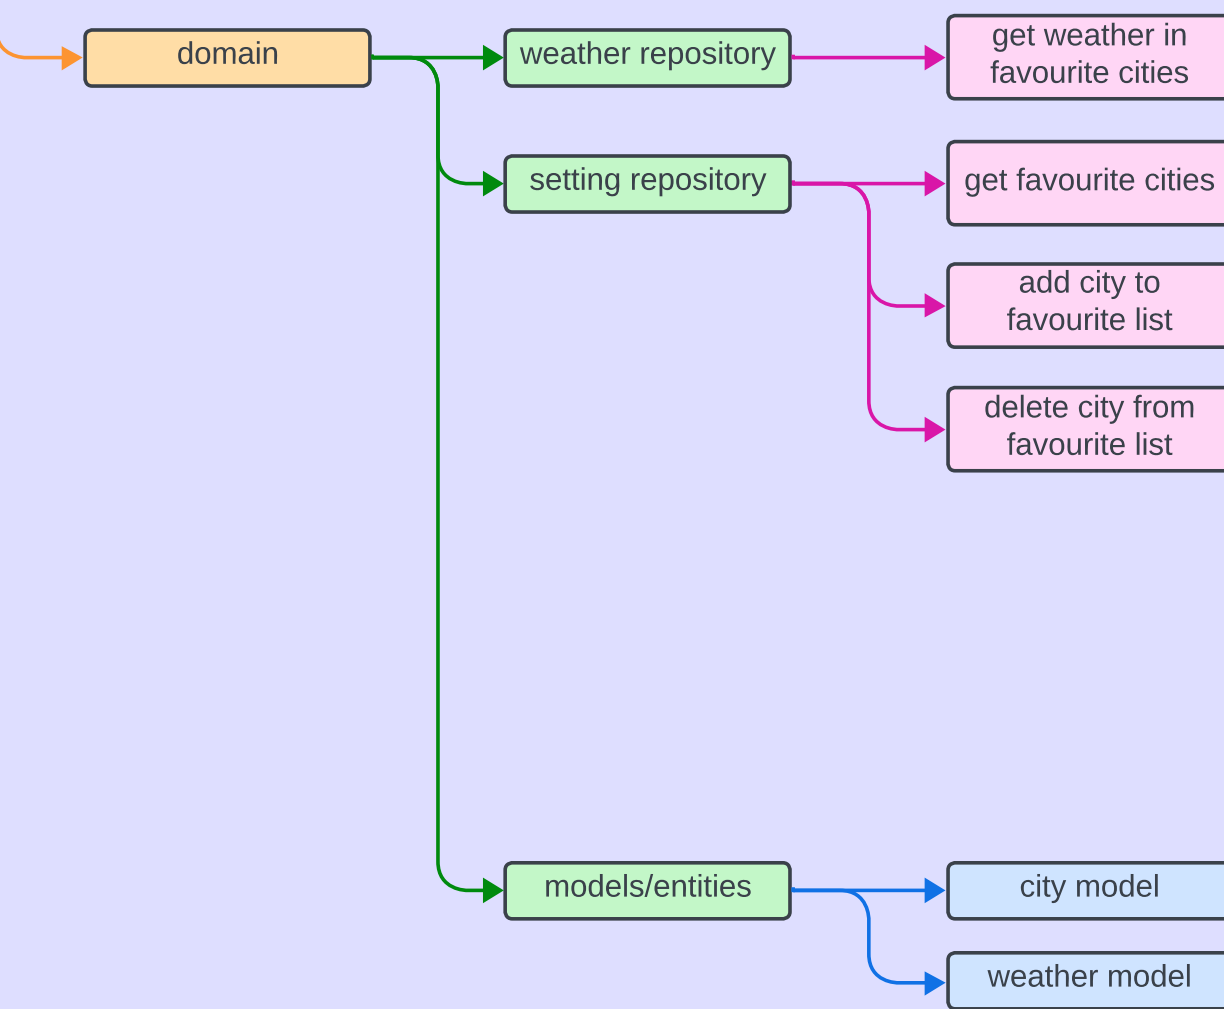 domain
weather repository
get weather in
favourite cities
setting repository
get favourite cities
add city to
favourite list
delete city from
favourite list
models/entities
city model
weather model